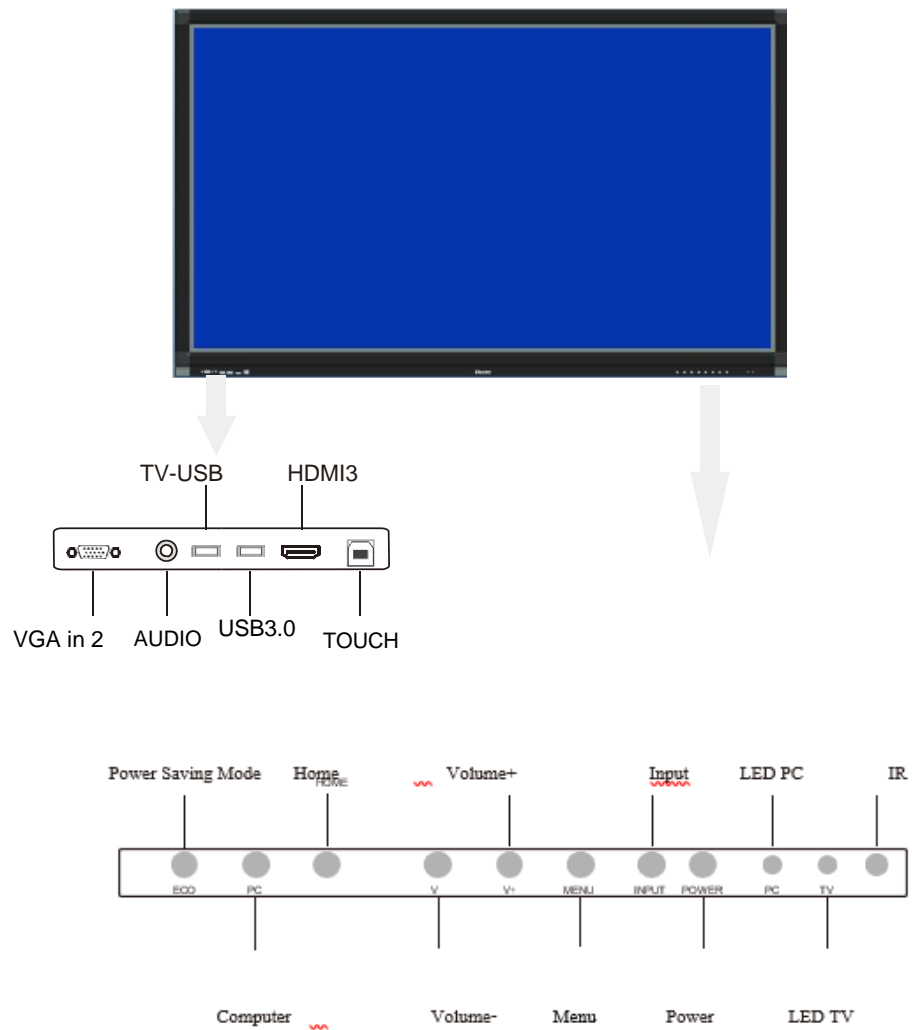 TV-USB HDMI3
VGA in 2 AUDIO USB3.0 TOUCH
Power Saving Mode Home Volume+ Input LED PC IR
HOME
ECO PC V V+ MENU INPUT POWER PC TV
Computer Volume- Menu Power LED TV